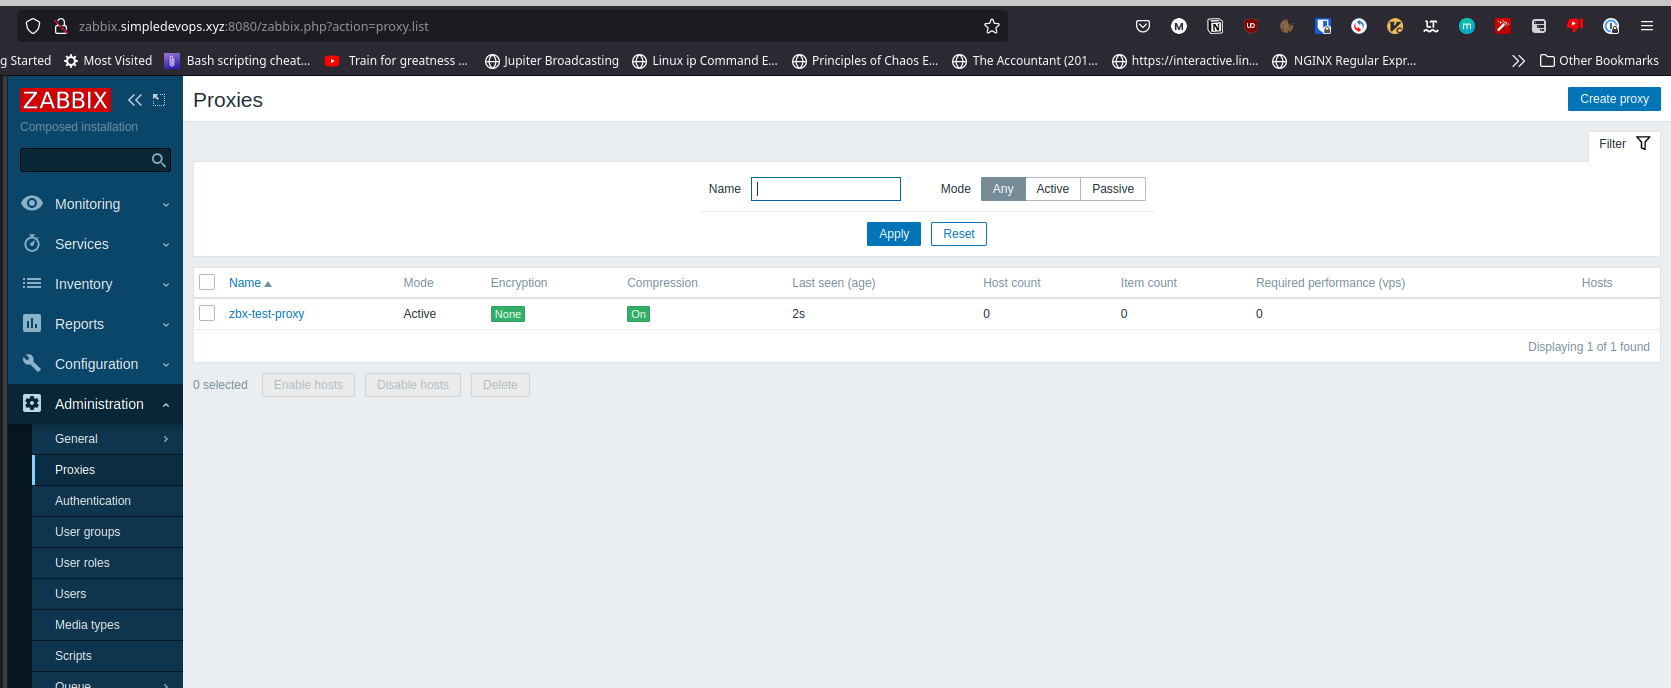 zabbix.simpledevops.xyz:8080/zabbix.php?action=proxy.list
g Started Most Visited Bash scripting cheat... Train for greatness ... Jupiter Broadcasting Linux ip Command E... Principles of Chaos E... The Accountant (201... https://interactive.lin... NGINX Regular Expr... Other Bookmarks
ZABBIX
Composed installation
Monitoring
Services
Inventory
Reports
Configuration
Administration
General
Proxies
Authentication
User groups
User roles
Users
Media types
Scripts
Queue
Proxies
Create proxy
Filter
Name Mode Any Active Passive
Apply Reset
Name Mode Encryption Compression Last seen (age) Host count Item count Required performance (vps) Hosts
zbx-test-proxy Active None On 2s 0 0 0
Displaying 1 of 1 found
0 selected Enable hosts Disable hosts Delete